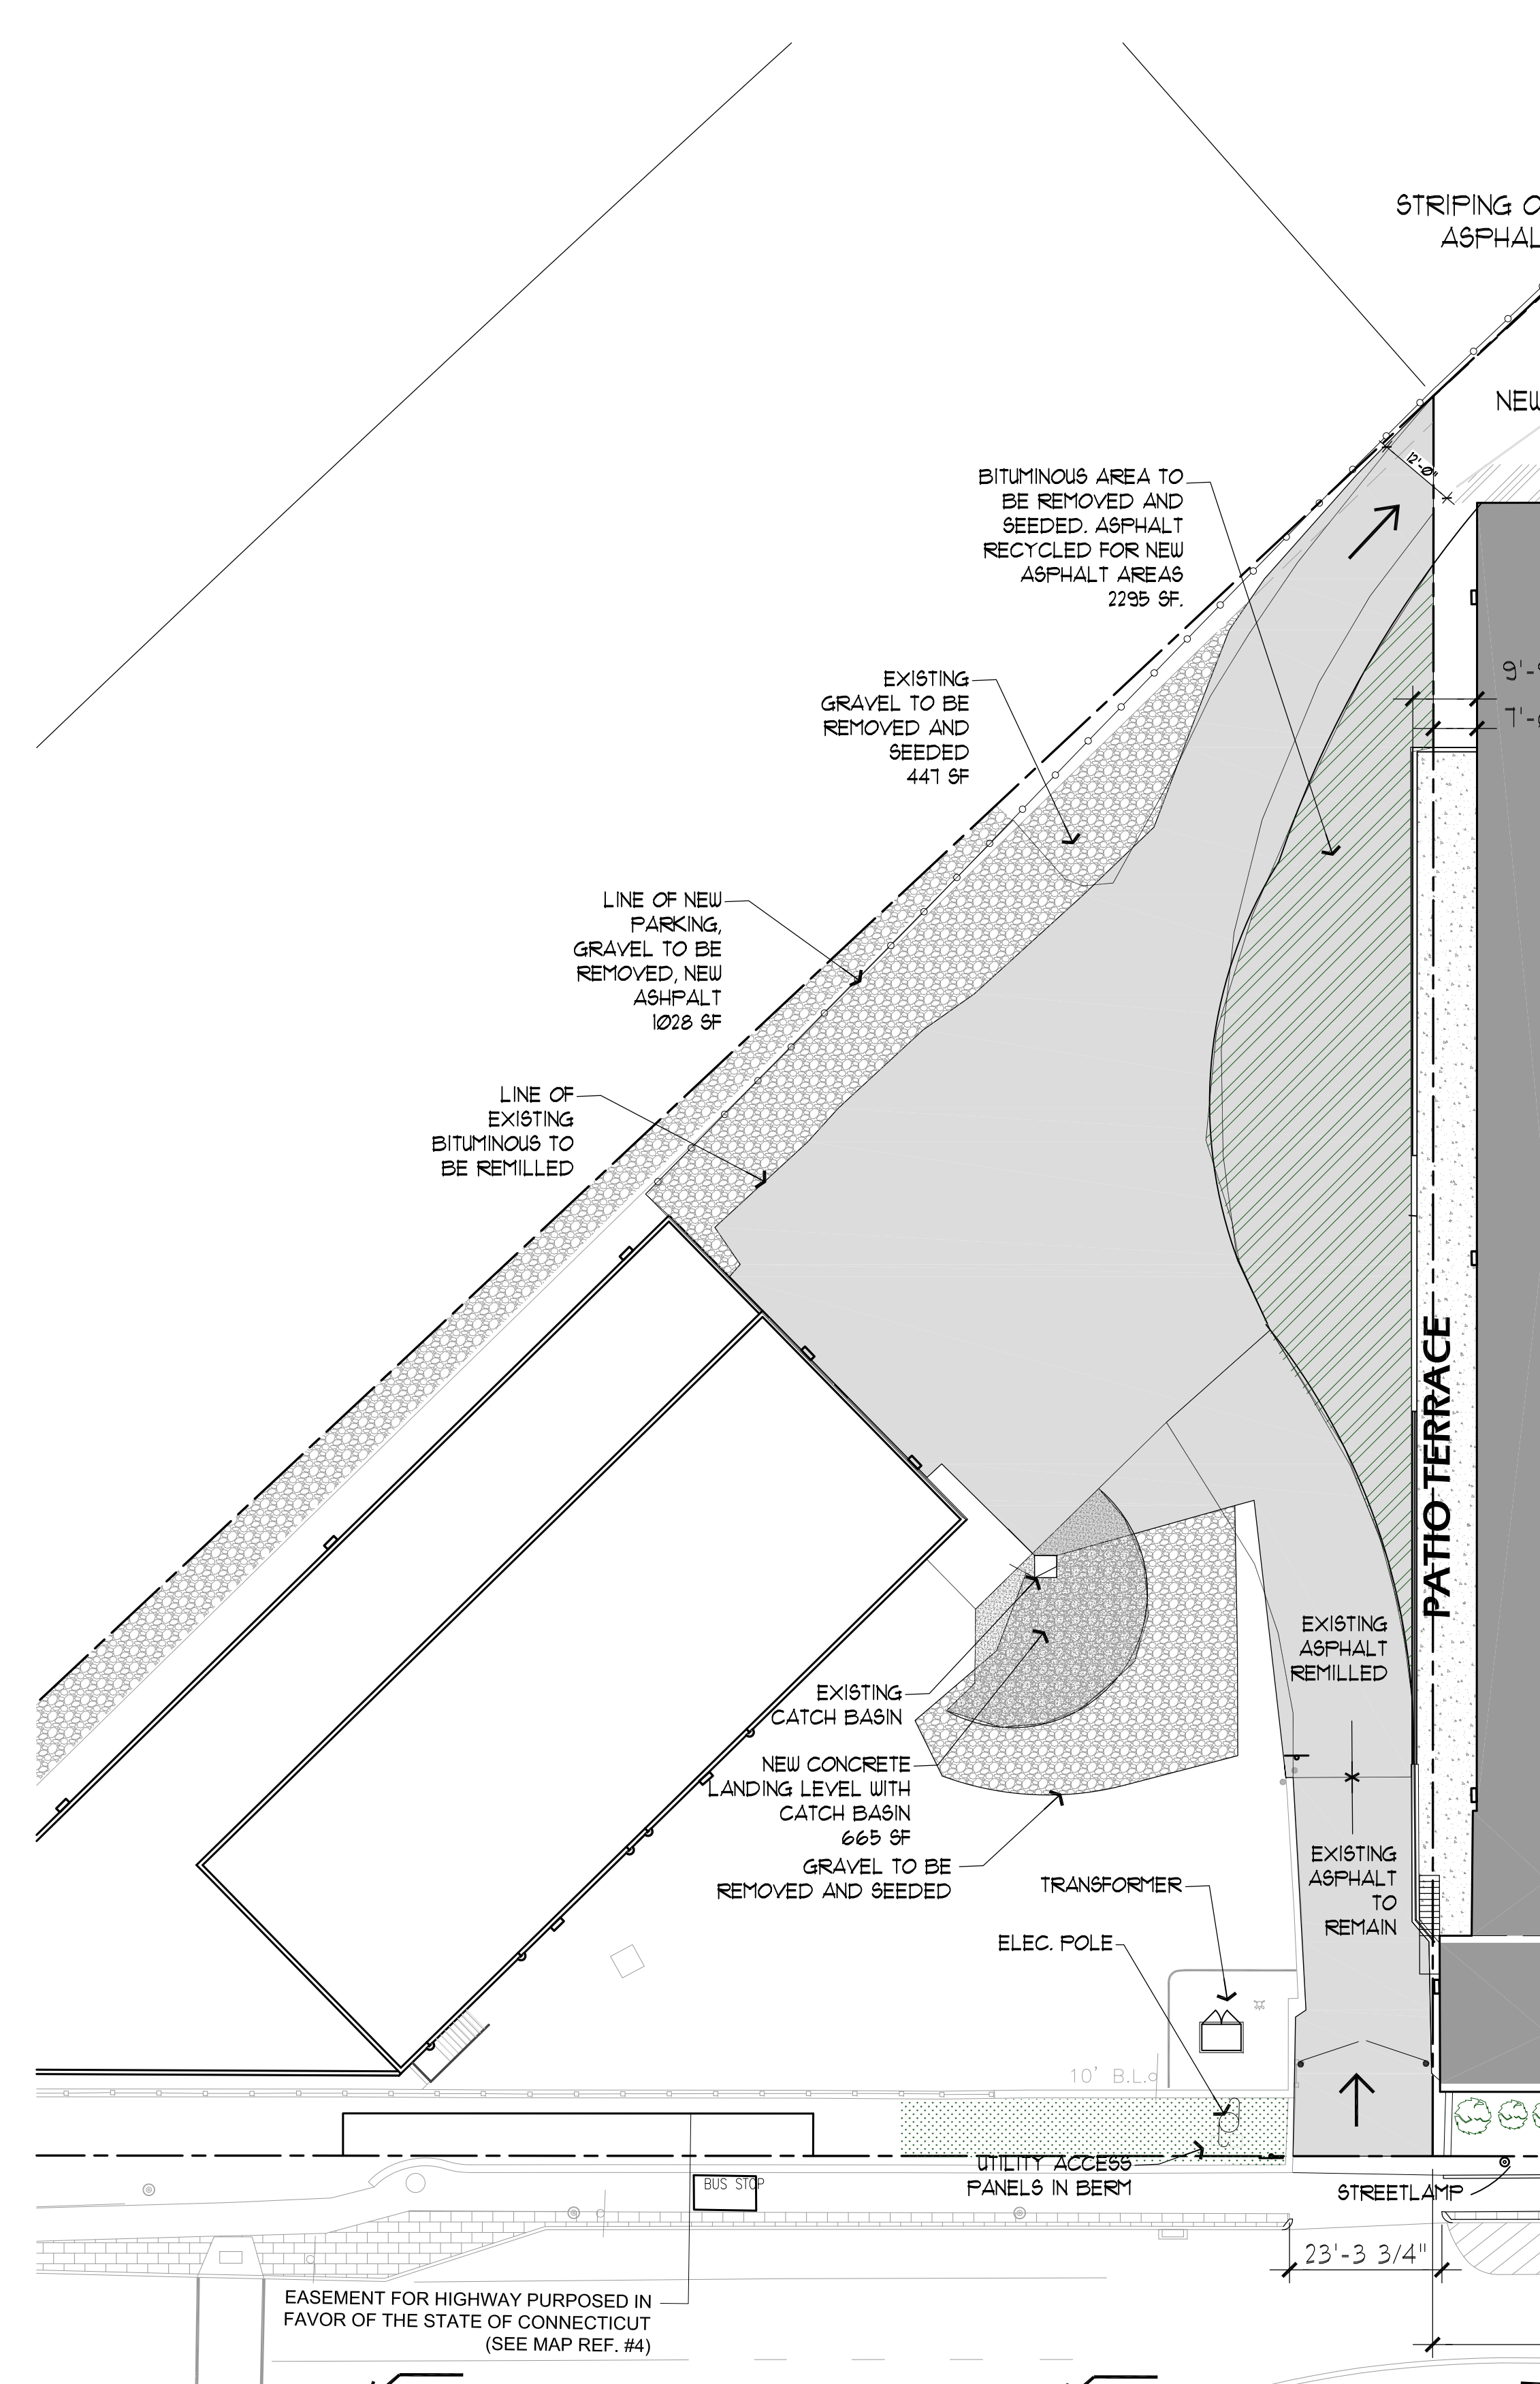 STRIPING O
ASPHAL
NEW
12'-0"
BITUMINOUS AREA TO
BE REMOVED AND
SEEDED. ASPHALT
RECYCLED FOR NEW
ASPHALT AREAS
2295 SF.
EXISTING
GRAVEL TO BE
REMOVED AND
SEEDED
447 SF
9'-
7'-
LINE OF NEW
PARKING,
GRAVEL TO BE
REMOVED, NEW
ASHPALT
1028 SF
LINE OF
EXISTING
BITUMINOUS TO
BE REMILLED
PATIO TERRACE
EXISTING
ASPHALT
REMILLED
EXISTING
CATCH BASIN
NEW CONCRETE
LANDING LEVEL WITH
CATCH BASIN
665 SF
GRAVEL TO BE
REMOVED AND SEEDED
EXISTING
ASPHALT
TO
REMAIN
TRANSFORMER
ELEC. POLE
10' B.L.
UTILITY ACCESS
PANELS IN BERM
BUS STOP
STREETLAMP
23'-3 3/4"
EASEMENT FOR HIGHWAY PURPOSED IN
FAVOR OF THE STATE OF CONNECTICUT
(SEE MAP REF. #4)